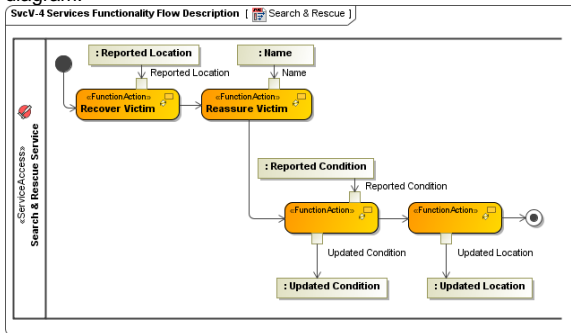 diagram.
SvcV-4 Services Functionality Flow Description [ Search & Rescue ]
: Reported Location
: Name
Reported Location
Name
«FunctionAction»
Recover Victim
«FunctionAction»
Reassure Victim
«ServiceAccess»
Search & Rescue Service
: Reported Condition
Reported Condition
«FunctionAction»
«FunctionAction»
Updated Condition
Updated Location
: Updated Condition
: Updated Location